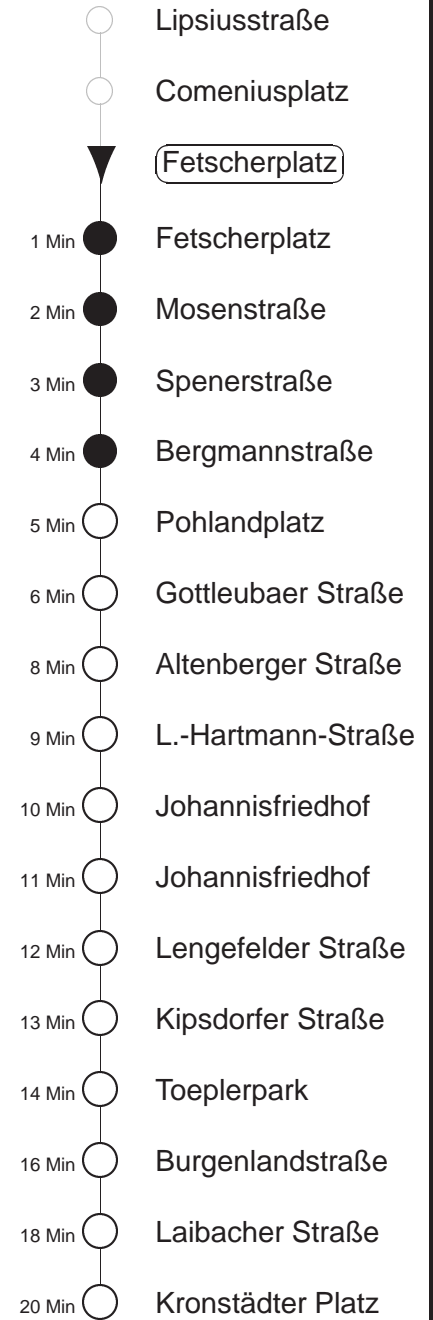 Lipsiusstraße
Comeniusplatz
Fetscherplatz
1 Min Fetscherplatz
2 Min Mosenstraße
3 Min Spenerstraße
4 Min Bergmannstraße
5 Min Pohlandplatz
6 Min Gottleubaer Straße
8 Min Altenberger Straße
9 Min L.-Hartmann-Straße
10 Min Johannisfriedhof
11 Min Johannisfriedhof
12 Min Lengefelder Straße
13 Min Kipsdorfer Straße
14 Min Toeplerpark
16 Min Burgenlandstraße
18 Min Laibacher Straße
20 Min Kronstädter Platz